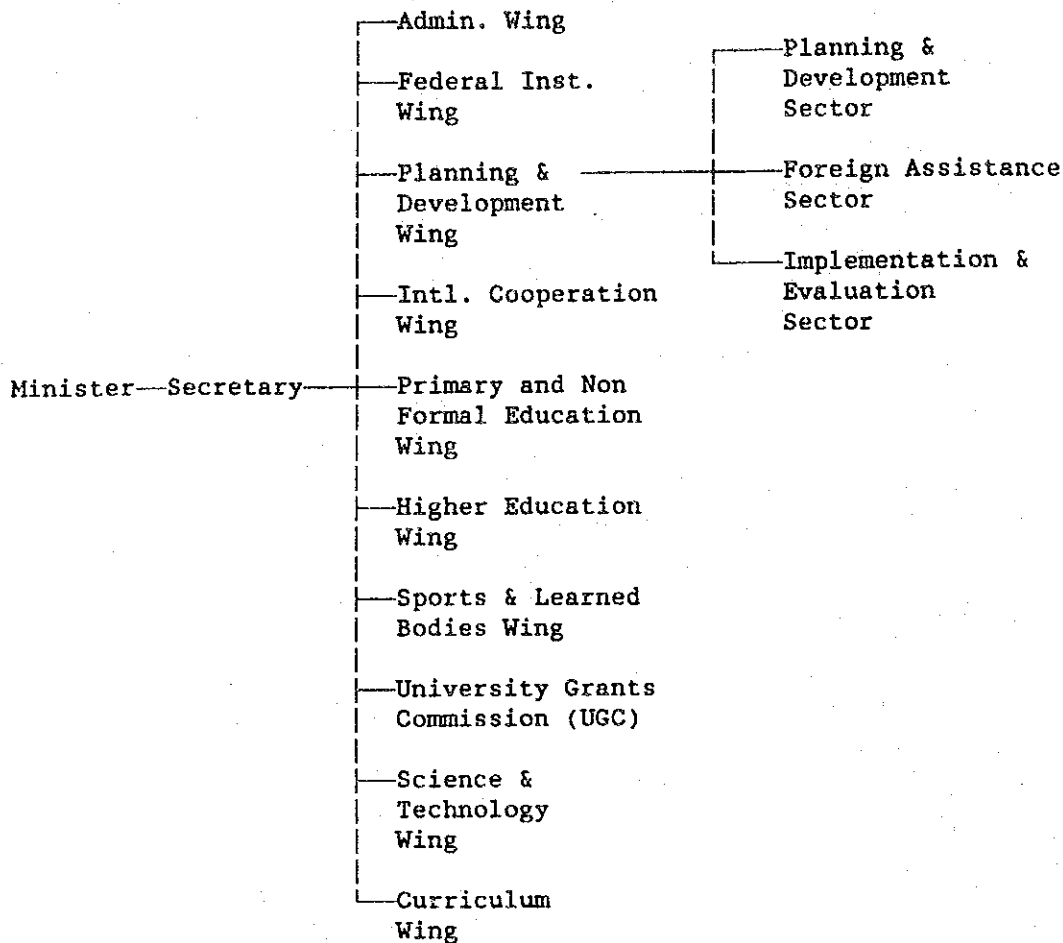 Admin. Wing
Federal Inst.
Wing
Planning &
Development
Wing
Planning &
Development
Sector
Foreign Assistance
Sector
Implementation &
Evaluation
Sector
Intl. Cooperation
Wing
Minister—Secretary
Primary and Non
Formal Education
Wing
Higher Education
Wing
Sports & Learned
Bodies Wing
University Grants
Commission (UGC)
Science &
Technology
Wing
Curriculum
Wing